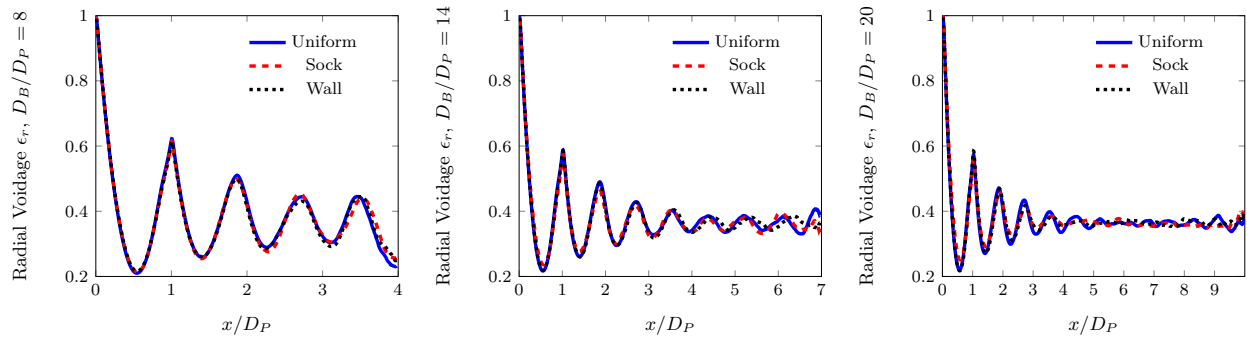 Radial Voidage ϵr, DB/DP = 8
1
0.8
0.6
0.4
0.2
0 1 2 3 4
x/DP
Uniform
Sock
Wall
Radial Voidage ϵr, DB/DP = 14
1
0.8
0.6
0.4
0.2
0 1 2 3 4 5 6 7
x/DP
Uniform
Sock
Wall
Radial Voidage ϵr, DB/DP = 20
1
0.8
0.6
0.4
0.2
0 1 2 3 4 5 6 7 8 9
x/DP
Uniform
Sock
Wall